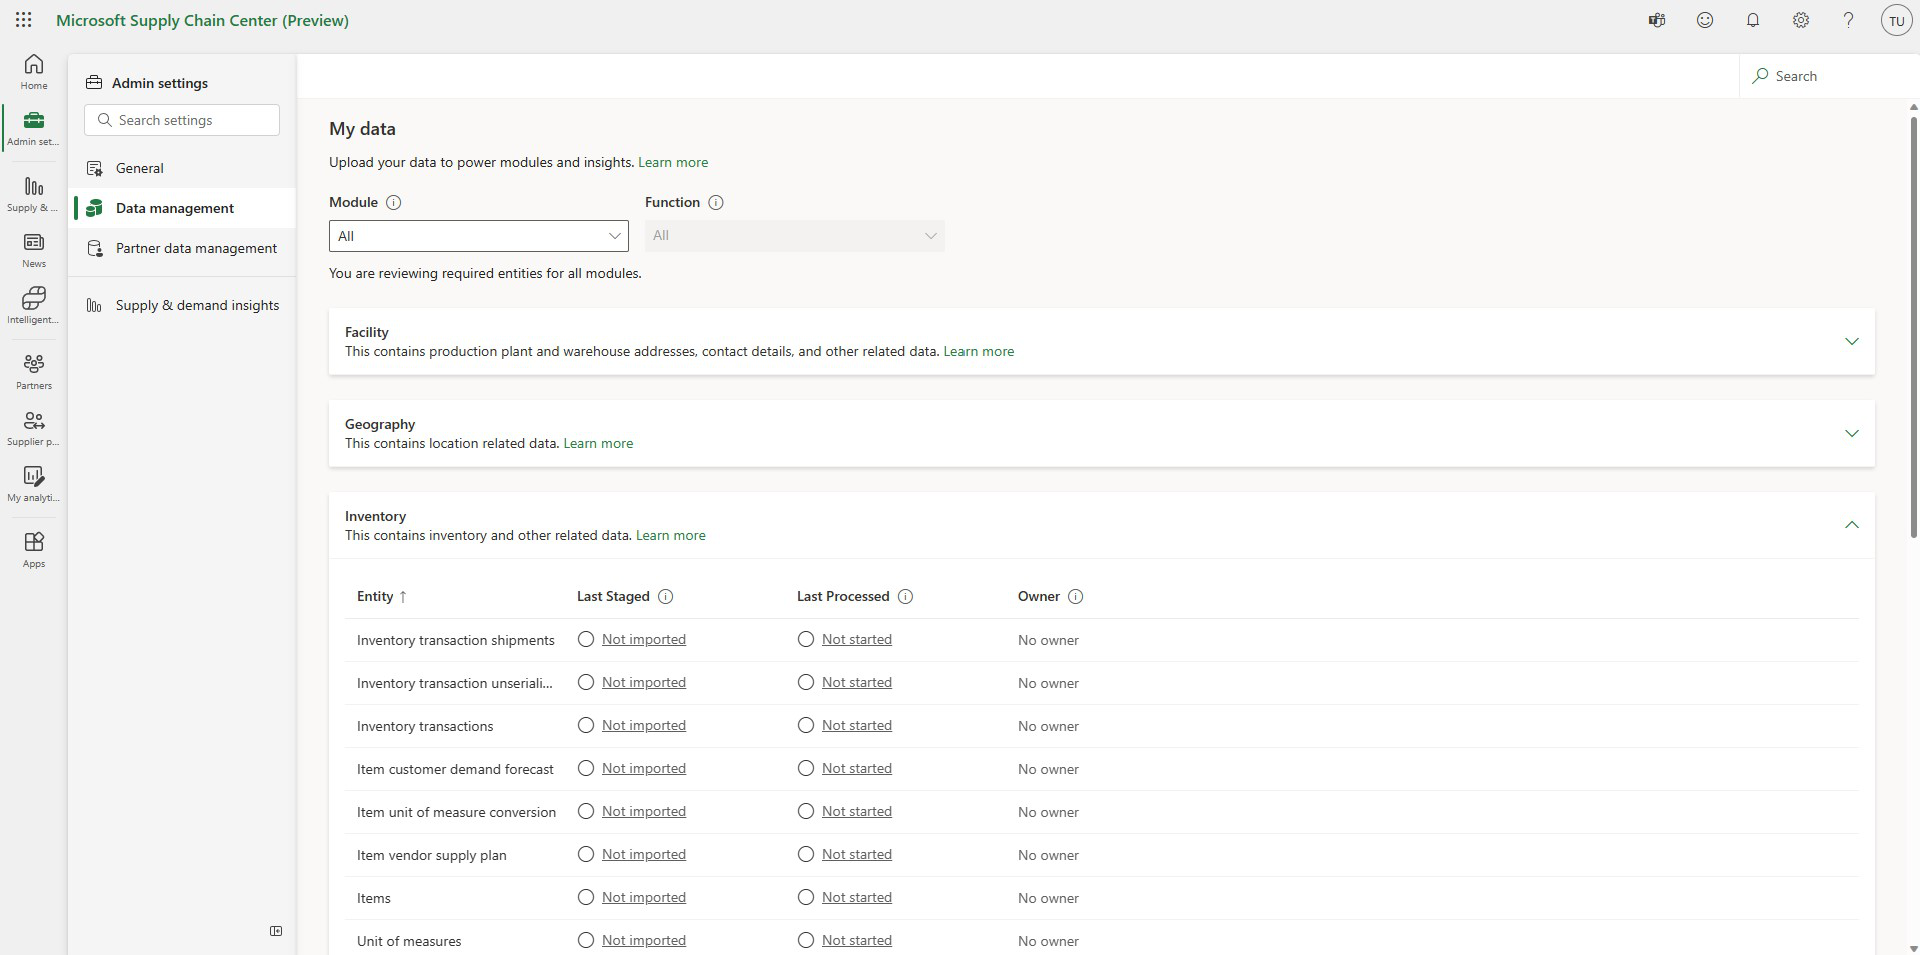 Microsoft Supply Chain Center (Preview)
TU
Home
Admin set...
Supply & ...
News
Intelligent...
Partners
Supplier p...
My analyti...
Apps
Admin settings
Search settings
General
Data management
Partner data management
Supply & demand insights
Search
My data
Upload your data to power modules and insights. Learn more
Module Function
All All
You are reviewing required entities for all modules.
Facility
This contains production plant and warehouse addresses, contact details, and other related data. Learn more
Geography
This contains location related data. Learn more
Inventory
This contains inventory and other related data. Learn more
Entity ↑ Last Staged Last Processed Owner
Inventory transaction shipments Not imported Not started No owner
Inventory transaction unseriali... Not imported Not started No owner
Inventory transactions Not imported Not started No owner
Item customer demand forecast Not imported Not started No owner
Item unit of measure conversion Not imported Not started No owner
Item vendor supply plan Not imported Not started No owner
Items Not imported Not started No owner
Unit of measures Not imported Not started No owner